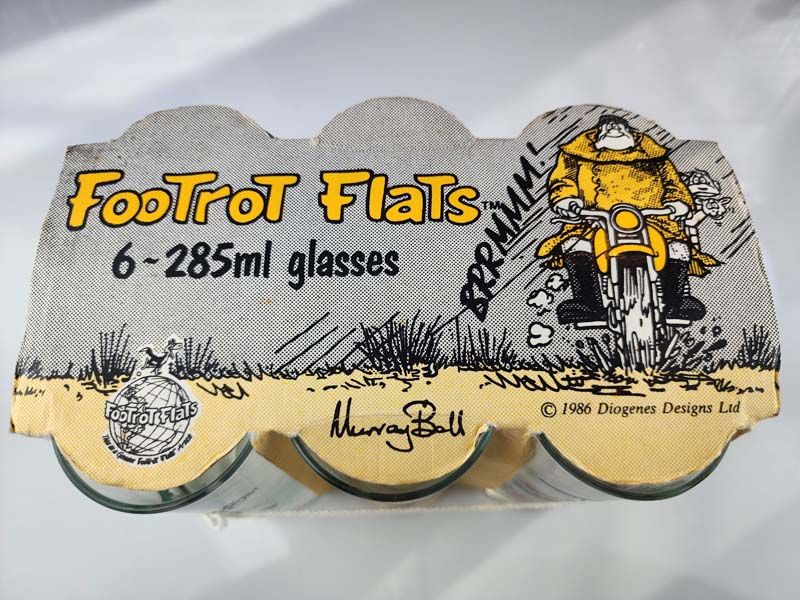 FooTroT FlaTs™
6~285ml glasses
BRRMMM!
FooTroT FlaTs
Murray Ball
© 1986 Diogenes Designs Ltd